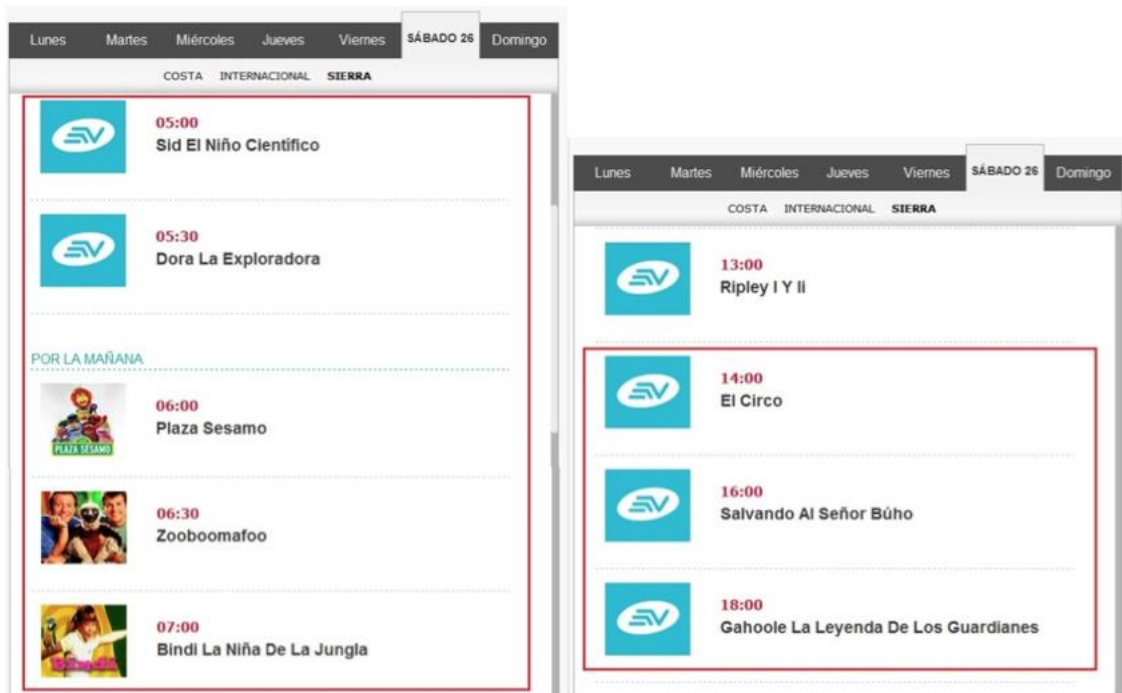 Lunes Martes Miércoles Jueves Viernes SÁBADO 26 Domingo
COSTA INTERNACIONAL SIERRA
05:00
Sid El Niño Científico
05:30
Dora La Exploradora
POR LA MAÑANA
PLAZA SESAMO
06:00
Plaza Sesamo
06:30
Zooboomafoo
Bindi
07:00
Bindi La Niña De La Jungla
Lunes Martes Miércoles Jueves Viernes SÁBADO 26 Domingo
COSTA INTERNACIONAL SIERRA
13:00
Ripley I Y Ii
14:00
El Circo
16:00
Salvando Al Señor Búho
18:00
Gahoole La Leyenda De Los Guardianes